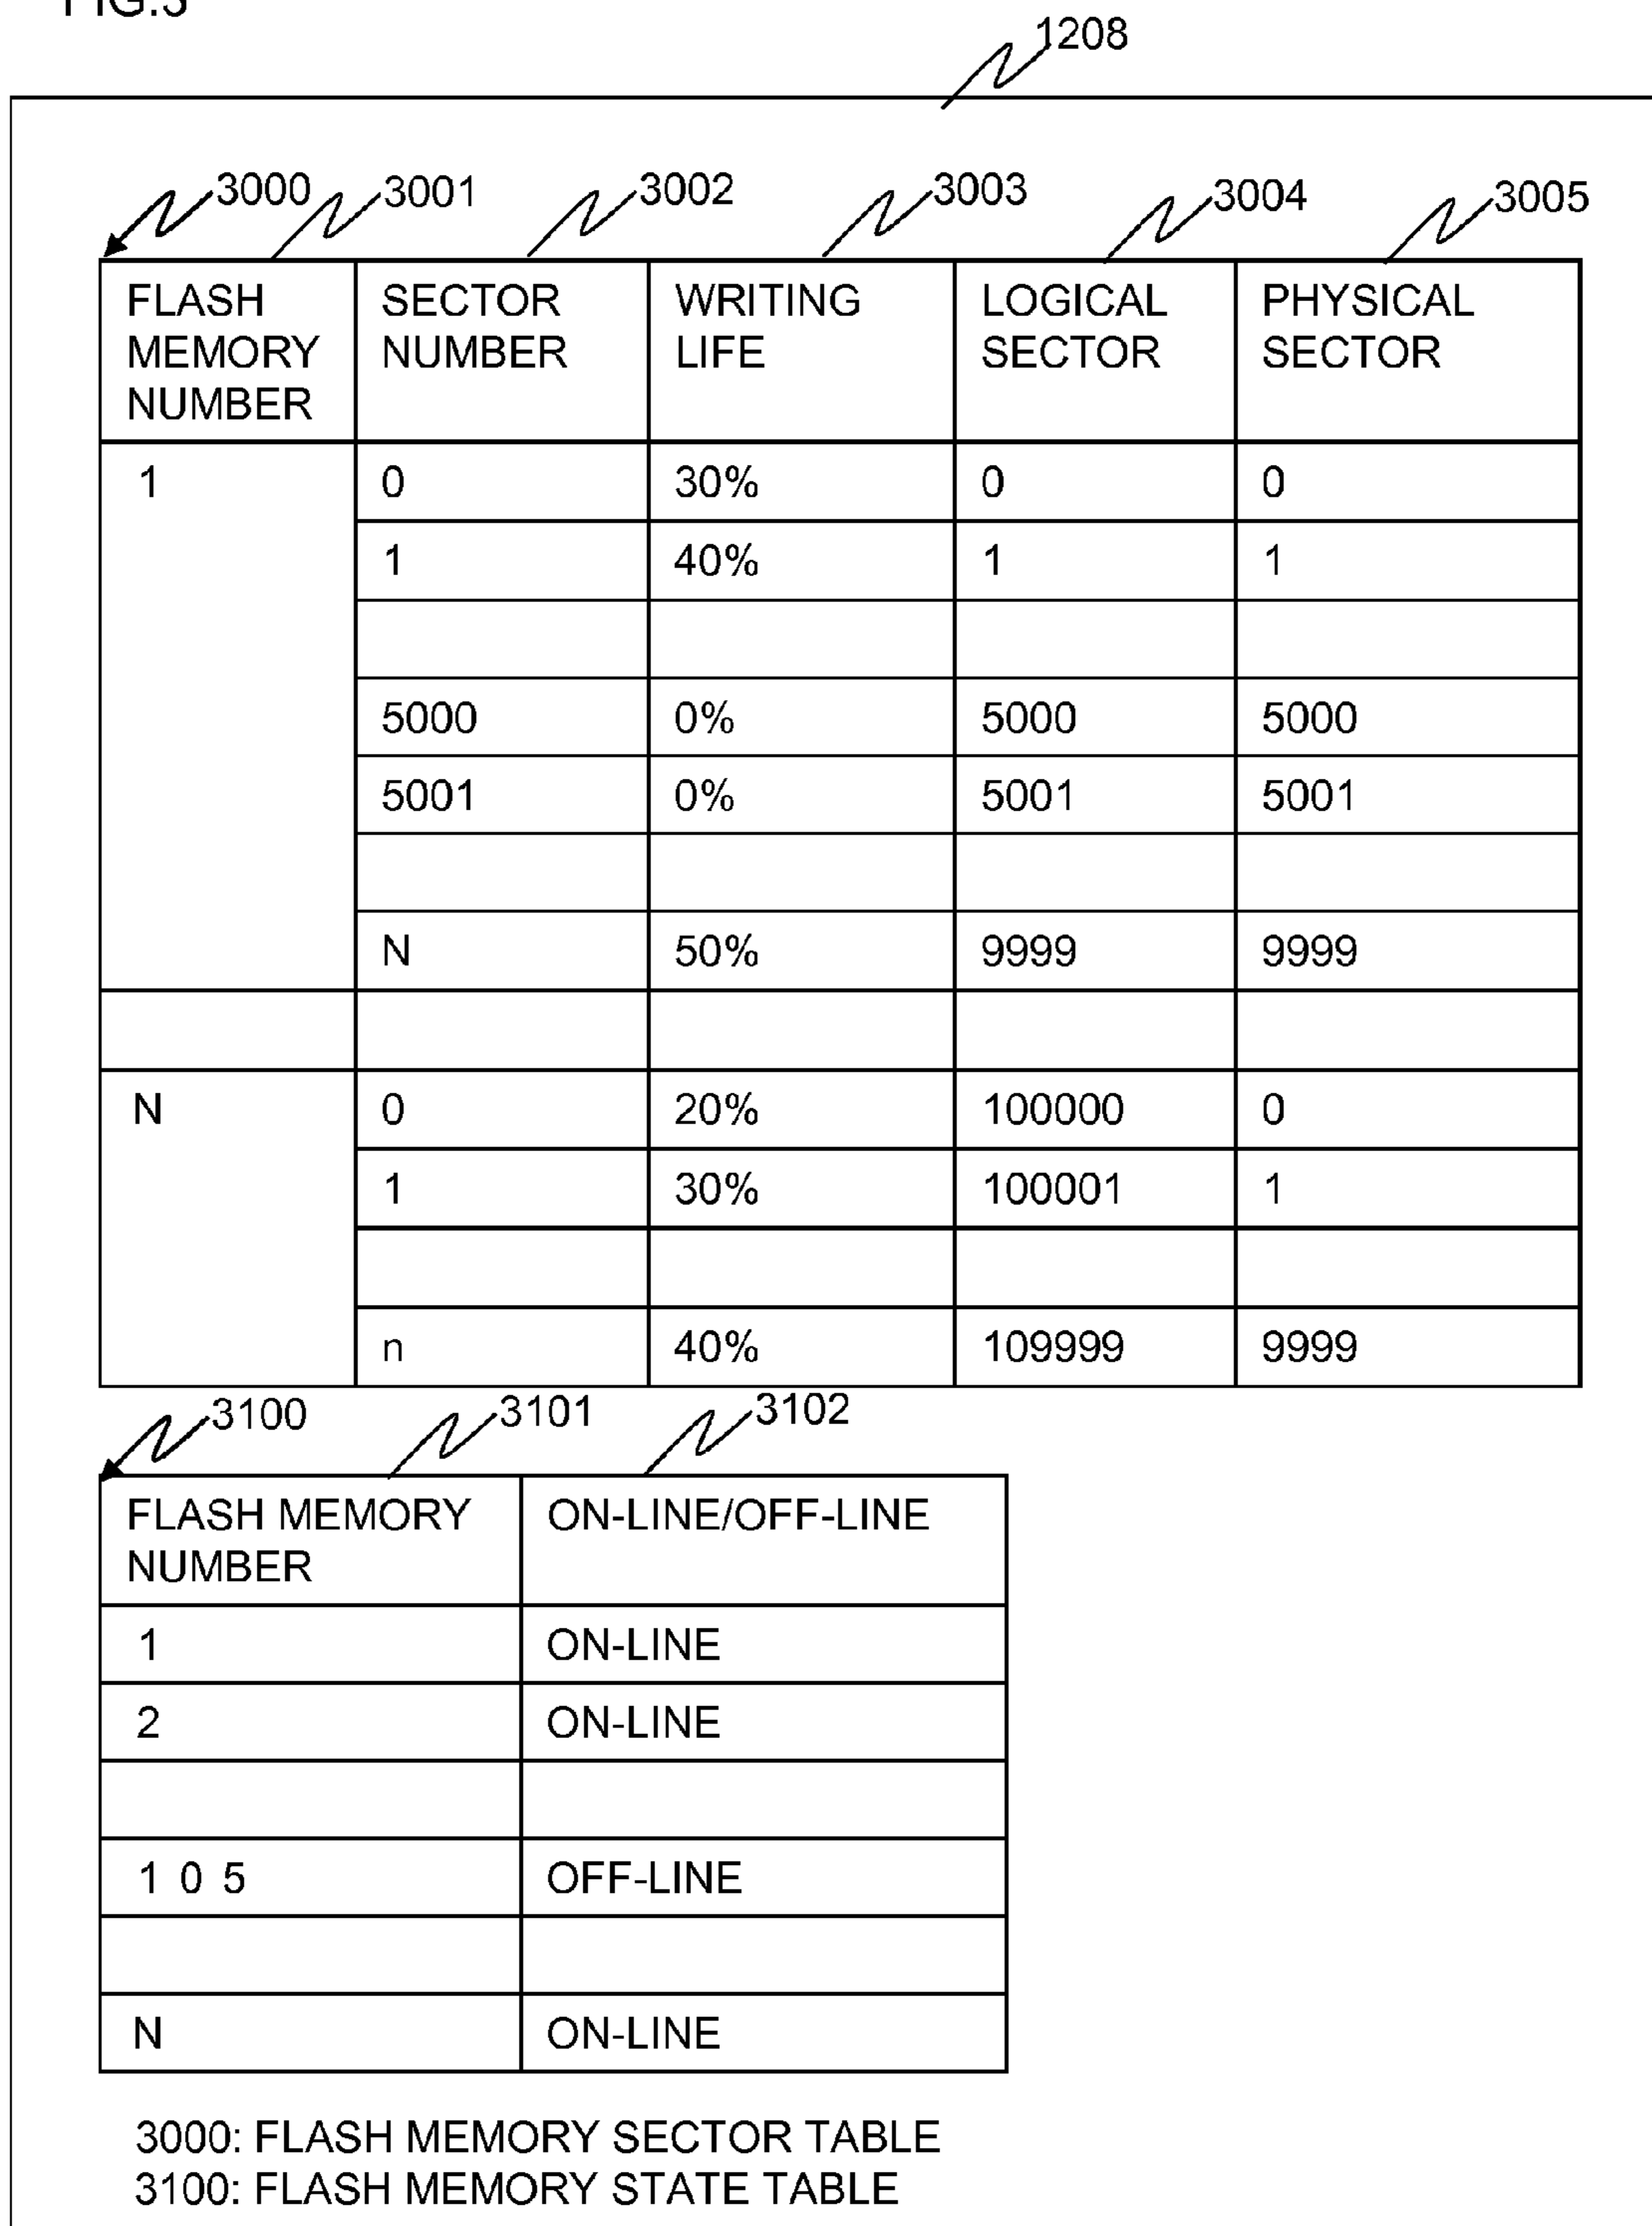 FIG.3
1208
3000 3001 3002 3003 3004 3005
FLASH MEMORY NUMBER SECTOR NUMBER WRITING LIFE LOGICAL SECTOR PHYSICAL SECTOR
1 0 30% 0 0
1 40% 1 1
5000 0% 5000 5000
5001 0% 5001 5001
N 50% 9999 9999
N 0 20% 100000 0
1 30% 100001 1
n 40% 109999 9999
3100 3101 3102
FLASH MEMORY NUMBER ON-LINE/OFF-LINE
1 ON-LINE
2 ON-LINE
1 0 5 OFF-LINE
N ON-LINE
3000: FLASH MEMORY SECTOR TABLE
3100: FLASH MEMORY STATE TABLE